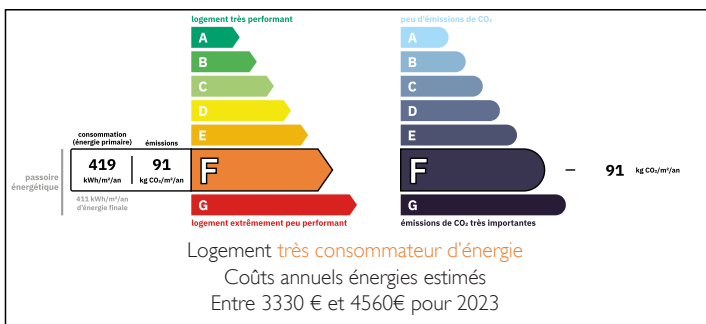 logement très performant
A
B
C
D
E
consommation
(énergie primaire)
émissions
passoire
énergétique
419
kWh/m²/an
91
kg CO₂/m²/an
F
411 kWh/m²/an
d'énergie finale
G
logement extrêmement peu performant
peu d'émissions de CO₂
A
B
C
D
E
F
91 kg CO₂/m²/an
G
émissions de CO₂ très importantes
Logement très consommateur d'énergie
Coûts annuels énergies estimés
Entre 3330 € et 4560€ pour 2023